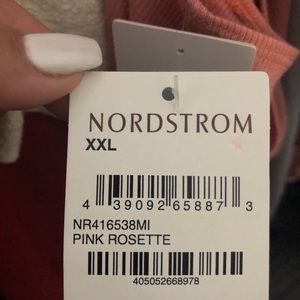 NORDSTROM
XXL
4 39092 65887 3
NR416538MI
PINK ROSETTE
405052668978